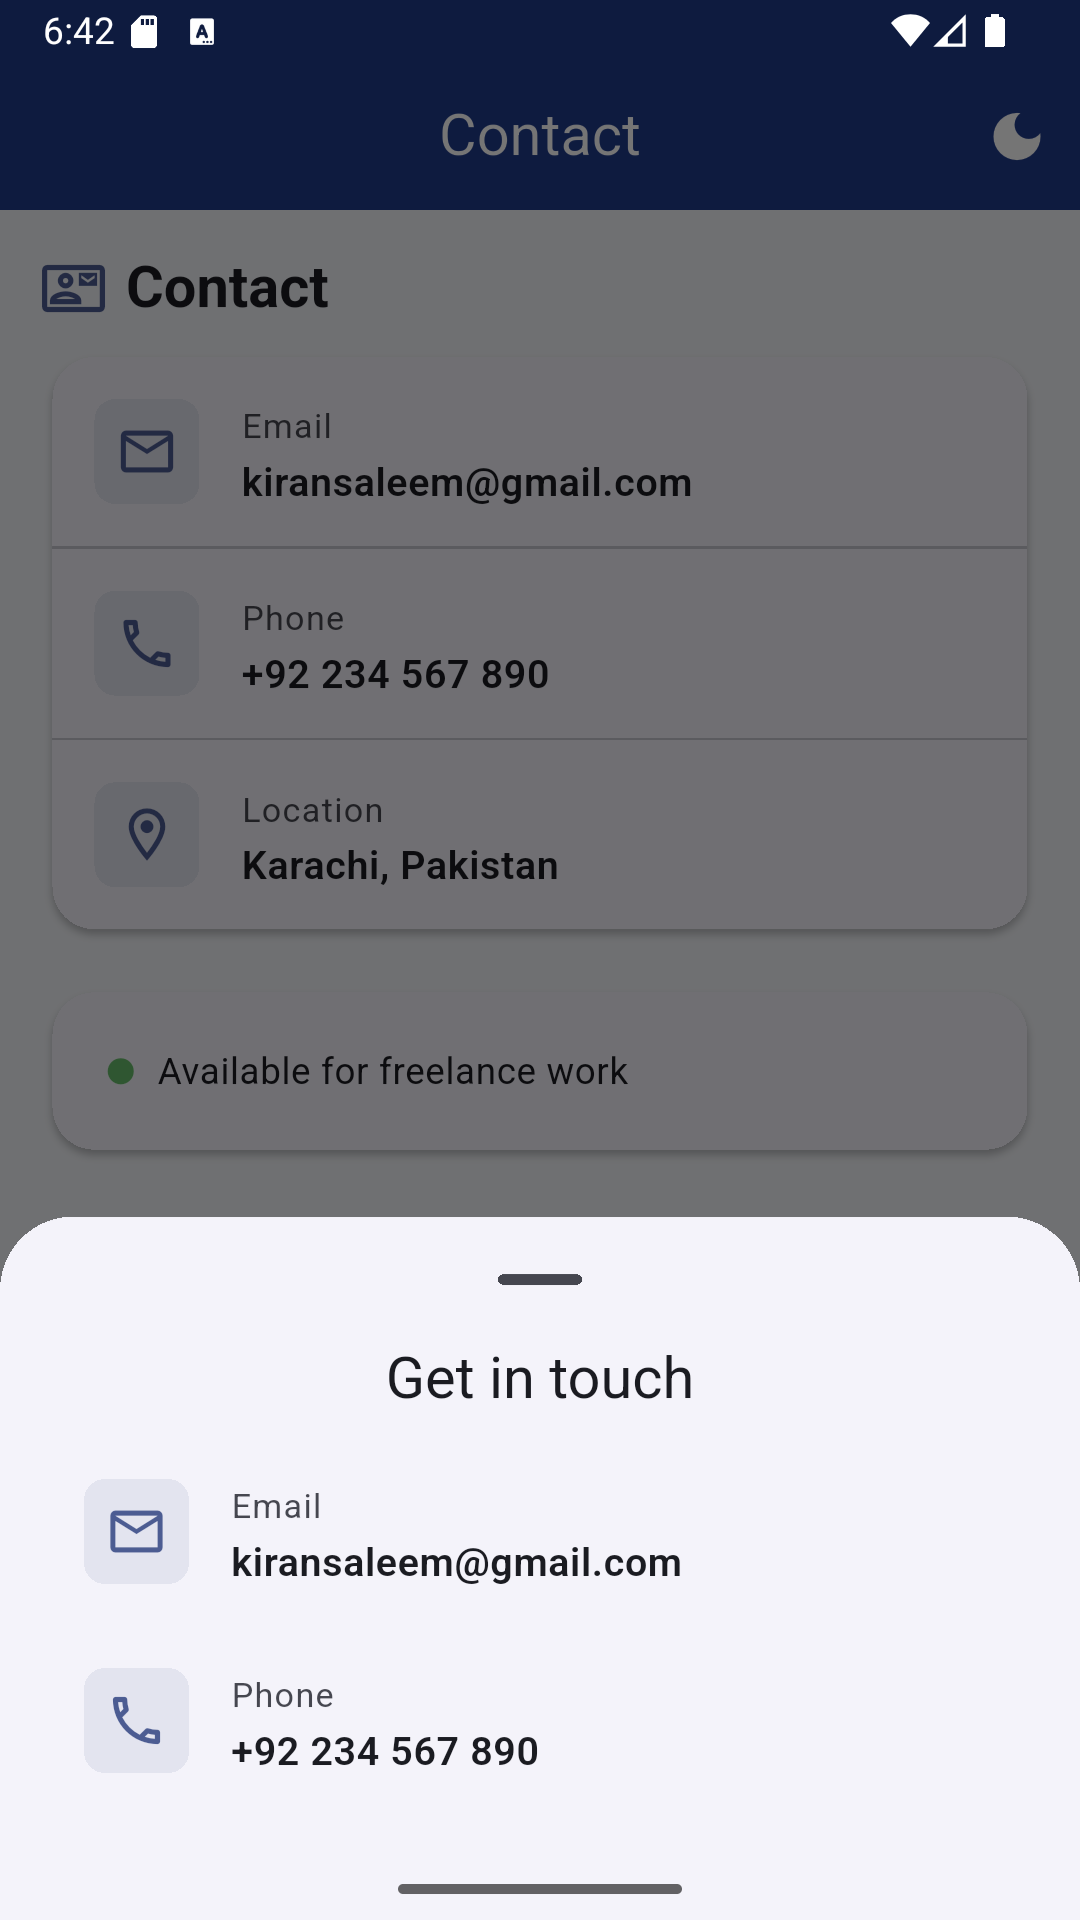 6:42
Contact
Contact
Email
kiransaleem@gmail.com
Phone
+92 234 567 890
Location
Karachi, Pakistan
Available for freelance work
Get in touch
Email
kiransaleem@gmail.com
Phone
+92 234 567 890